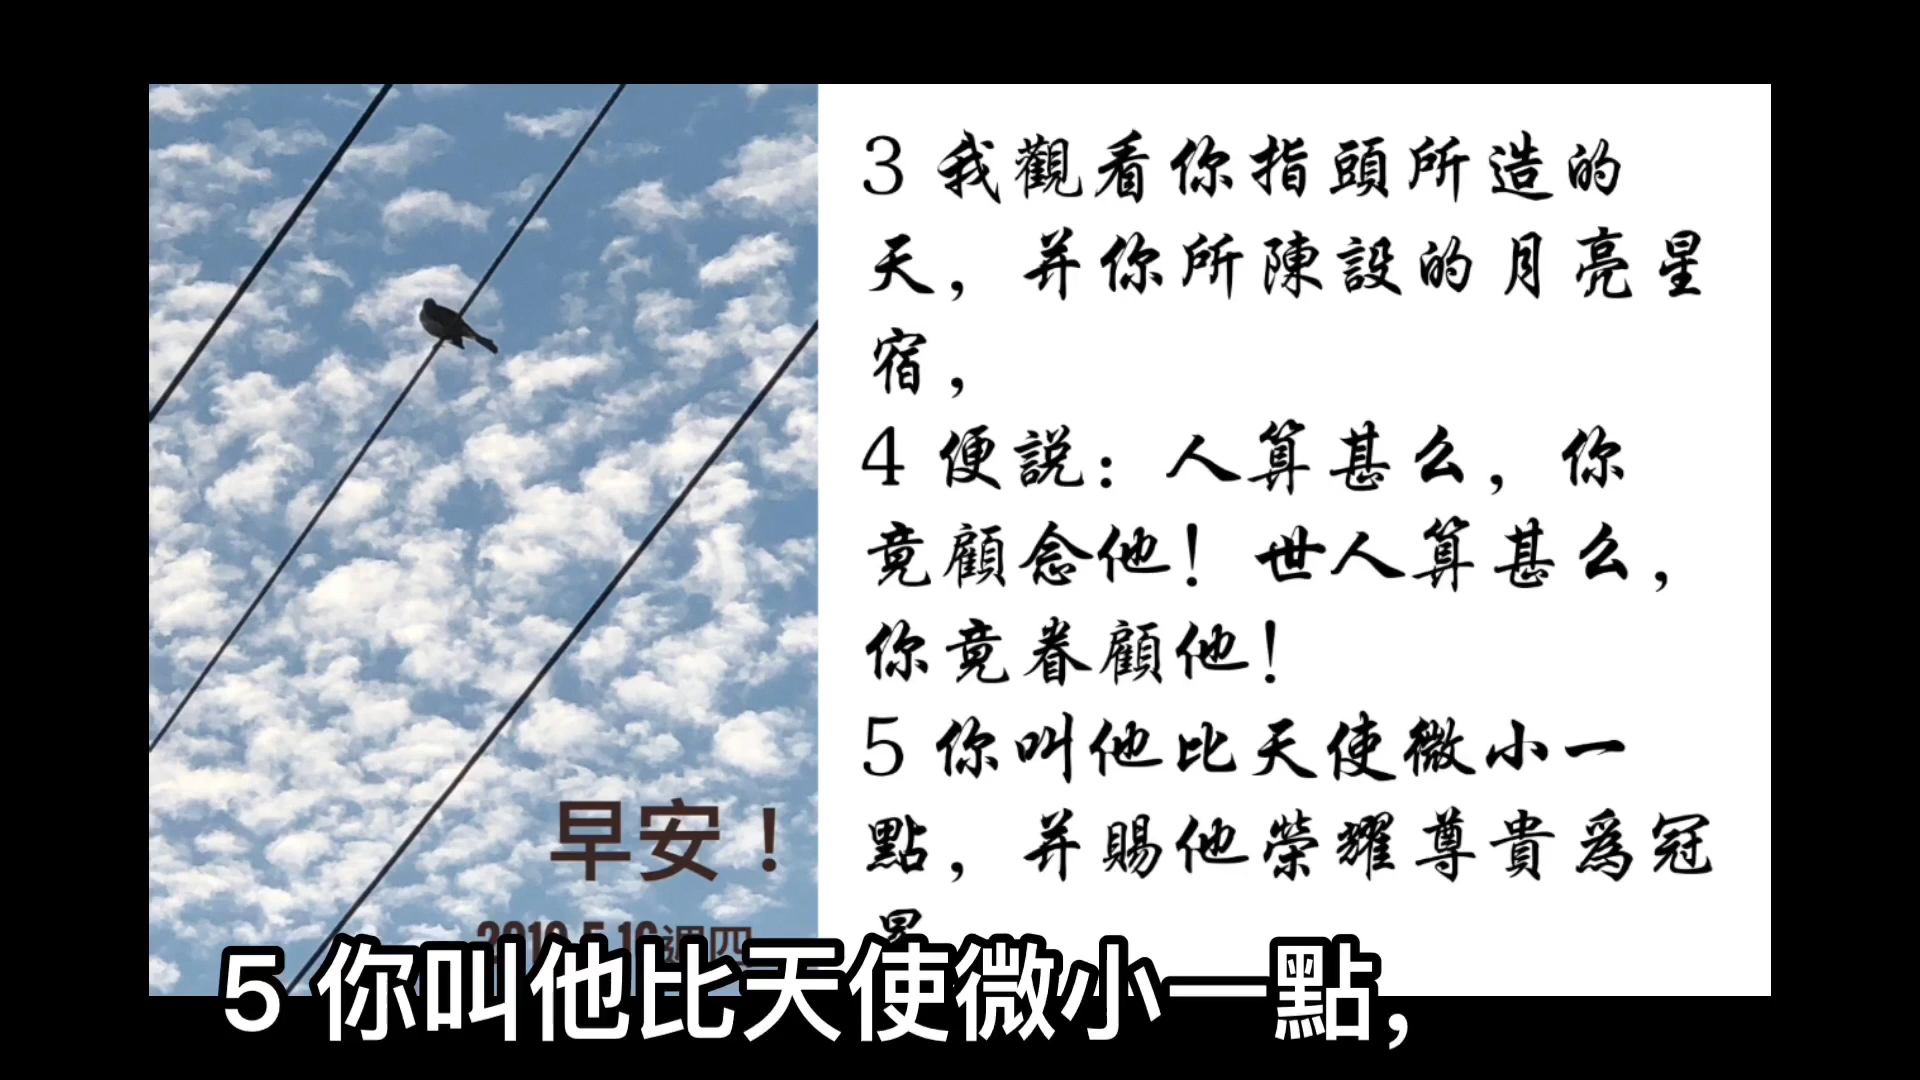 3 我觀看你指頭所造的
天，并你所陳設的月亮星
宿，
4 便説：人算甚么，你
竟顧念他！世人算甚么，
你竟眷顧他！
5 你叫他比天使微小一
點，并賜他榮耀尊貴爲冠
早安！
週四
5 你叫他比天使微小一點，